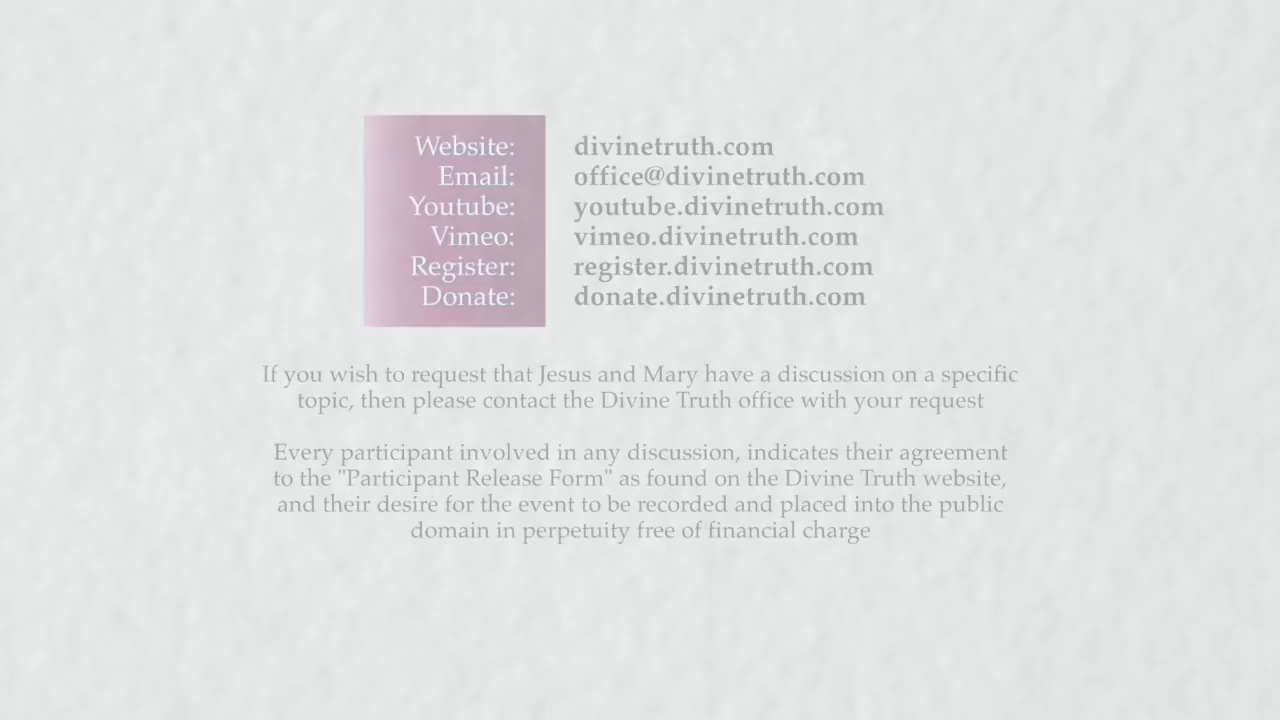 Website: divinetruth.com
Email: office@divinetruth.com
Youtube: youtube.divinetruth.com
Vimeo: vimeo.divinetruth.com
Register: register.divinetruth.com
Donate: donate.divinetruth.com
If you wish to request that Jesus and Mary have a discussion on a specific
topic, then please contact the Divine Truth office with your request
Every participant involved in any discussion, indicates their agreement
to the "Participant Release Form" as found on the Divine Truth website,
and their desire for the event to be recorded and placed into the public
domain in perpetuity free of financial charge